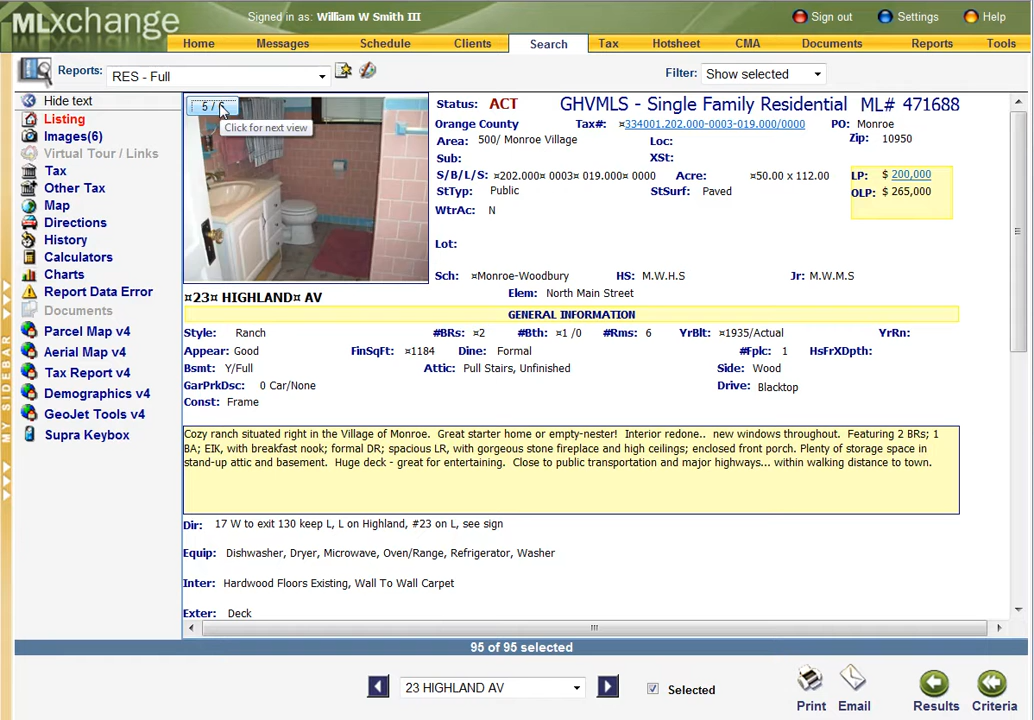 MLXchange
Signed in as: William W Smith III
Sign out Settings Help
Home Messages Schedule Clients Search Tax Hotsheet CMA Documents Reports Tools
Reports: RES - Full Filter: Show selected
Hide text
Listing
Images(6)
Virtual Tour / Links
Tax
Other Tax
Map
Directions
History
Calculators
Charts
Report Data Error
Documents
Parcel Map v4
Aerial Map v4
Tax Report v4
Demographics v4
GeoJet Tools v4
Supra Keybox
MY SIDEBAR
5 / 6
Click for next view
Status: ACT GHVMLS - Single Family Residential ML# 471688
Orange County Tax#: ¤334001.202.000-0003-019.000/0000 PO: Monroe
Area: 500/ Monroe Village Loc: Zip: 10950
Sub: XSt:
S/B/L/S: ¤202.000¤ 0003¤ 019.000¤ 0000 Acre: ¤50.00 x 112.00 LP: $ 200,000
StTyp: Public StSurf: Paved OLP: $ 265,000
WtrAc: N
Lot:
Sch: ¤Monroe-Woodbury HS: M.W.H.S Jr: M.W.M.S
Elem: North Main Street
¤23¤ HIGHLAND¤ AV
GENERAL INFORMATION
Style: Ranch #BRs: ¤2 #Bth: ¤1 /0 #Rms: 6 YrBlt: ¤1935/Actual YrRn:
Appear: Good FinSqFt: ¤1184 Dine: Formal #Fplc: 1 HsFrXDpth:
Bsmt: Y/Full Attic: Pull Stairs, Unfinished Side: Wood
GarPrkDsc: 0 Car/None Drive: Blacktop
Const: Frame
Cozy ranch situated right in the Village of Monroe. Great starter home or empty-nester! Interior redone.. new windows throughout. Featuring 2 BRs; 1
BA; EIK, with breakfast nook; formal DR; spacious LR, with gorgeous stone fireplace and high ceilings; enclosed front porch. Plenty of storage space in
stand-up attic and basement. Huge deck - great for entertaining. Close to public transportation and major highways... within walking distance to town.
Dir: 17 W to exit 130 keep L, L on Highland, #23 on L, see sign
Equip: Dishwasher, Dryer, Microwave, Oven/Range, Refrigerator, Washer
Inter: Hardwood Floors Existing, Wall To Wall Carpet
Exter: Deck
95 of 95 selected
23 HIGHLAND AV Selected
Print Email Results Criteria